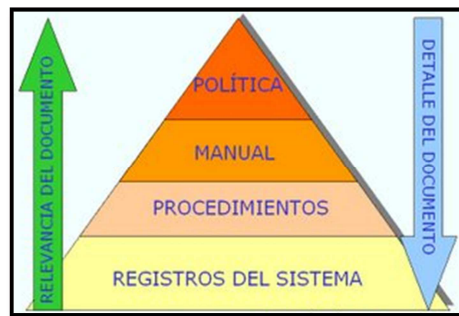 RELEVANCIA DEL DOCUMENTO
POLÍTICA
MANUAL
PROCEDIMIENTOS
REGISTROS DEL SISTEMA
DETALLE DEL DOCUMENTO